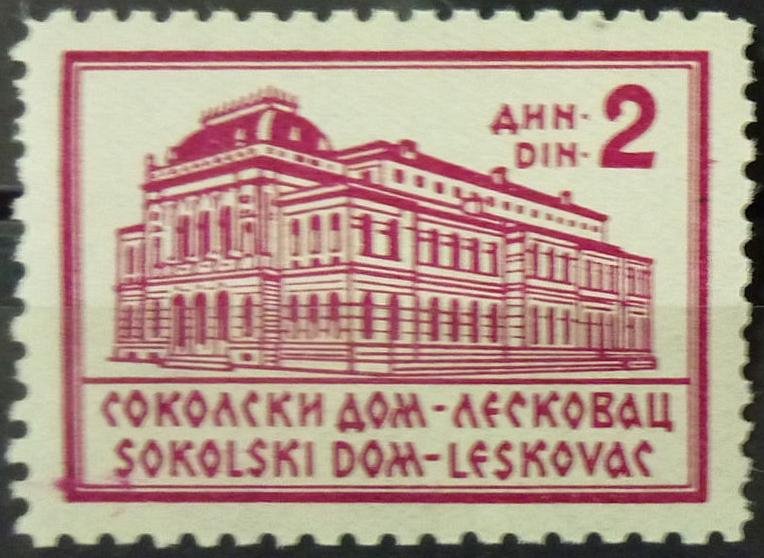 ДИН· 2
DIN·
СОКОЛСКИ ДОМ-ЛЕСКОВАЦ
SOKOLSKI DOM-LESKOVAC